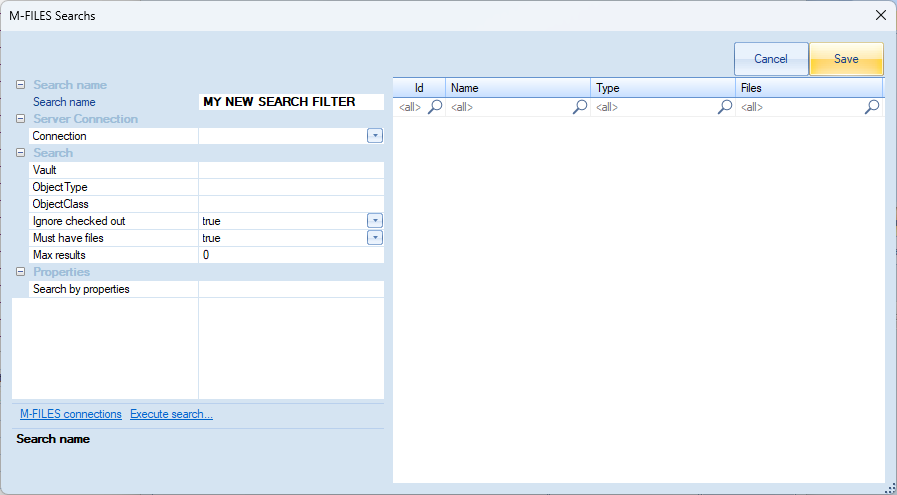 M-FILES Searchs
Cancel
Save
Search name
Search name MY NEW SEARCH FILTER
Server Connection
Connection
Search
Vault
ObjectType
ObjectClass
Ignore checked out true
Must have files true
Max results 0
Properties
Search by properties
M-FILES connections Execute search...
Search name
Id Name Type Files
<all> <all> <all> <all>